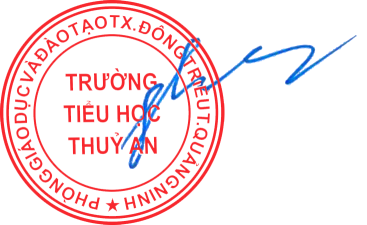 PHÒNG GIÁO DỤC VÀ ĐÀO TẠO TX. ĐÔNG TRIỀU T. QUẢNG NINH ★
TRƯỜNG
TIỂU HỌC
THUỶ AN